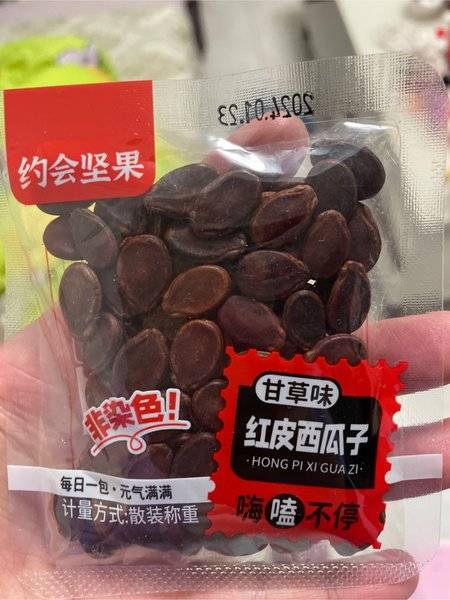 2024.01.23
约会坚果
甘草味
红皮西瓜子
·HONG PI XI GUA ZI·
嗨嗑不停
非染色!
每日一包·元气满满
计量方式:散装称重